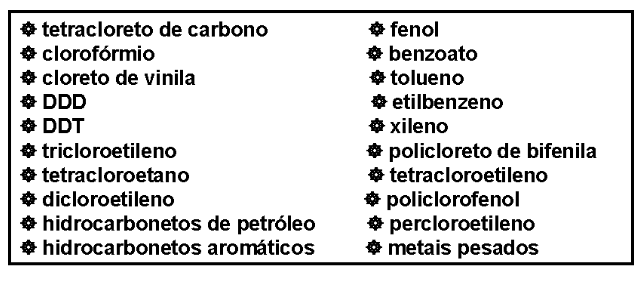 tetracloreto de carbono
clorofórmio
cloreto de vinila
DDD
DDT
tricloroetileno
tetracloroetano
dicloroetileno
hidrocarbonetos de petróleo
hidrocarbonetos aromáticos
fenol
benzoato
tolueno
etilbenzeno
xileno
policloreto de bifenila
tetracloroetileno
policlorofenol
percloroetileno
metais pesados